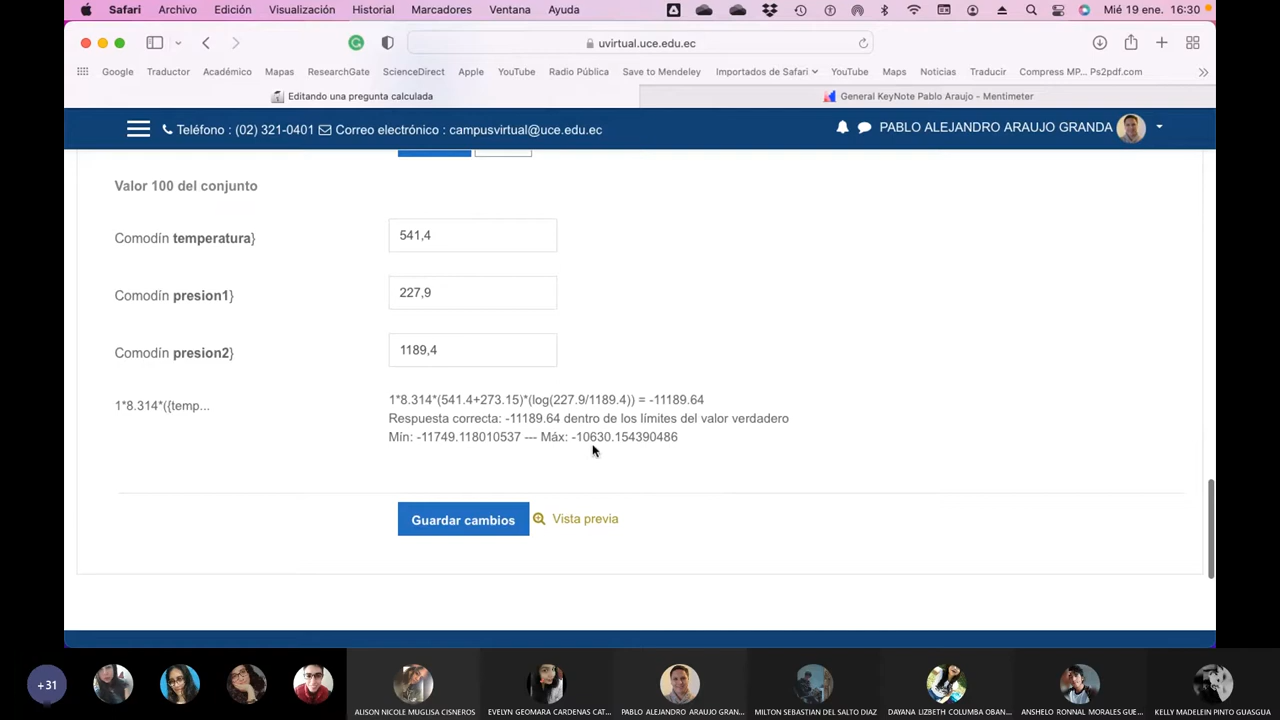 Safari Archivo Edición Visualización Historial Marcadores Ventana Ayuda Mié 19 ene. 16:30
uvirtual.uce.edu.ec
Google Traductor Académico Mapas ResearchGate ScienceDirect Apple YouTube Radio Pública Save to Mendeley Importados de Safari YouTube Maps Noticias Traducir Compress MP... Ps2pdf.com
Editando una pregunta calculada General KeyNote Pablo Araujo - Mentimeter
Teléfono : (02) 321-0401 Correo electrónico : campusvirtual@uce.edu.ec PABLO ALEJANDRO ARAUJO GRANDA
Valor 100 del conjunto
Comodín temperatura} 541,4
Comodín presion1} 227,9
Comodín presion2} 1189,4
1*8.314*({temp... 1*8.314*(541.4+273.15)*(log(227.9/1189.4)) = -11189.64
Respuesta correcta: -11189.64 dentro de los límites del valor verdadero
Mín: -11749.118010537 --- Máx: -10630.154390486
Guardar cambios Vista previa
+31
ALISON NICOLE MUGLISA CISNEROS EVELYN GEOMARA CARDENAS CAT... PABLO ALEJANDRO ARAUJO GRAN... MILTON SEBASTIAN DEL SALTO DIAZ DAYANA LIZBETH COLUMBA OBAN... ANSHELO RONNAL MORALES GUE... KELLY MADELEIN PINTO GUASGUA